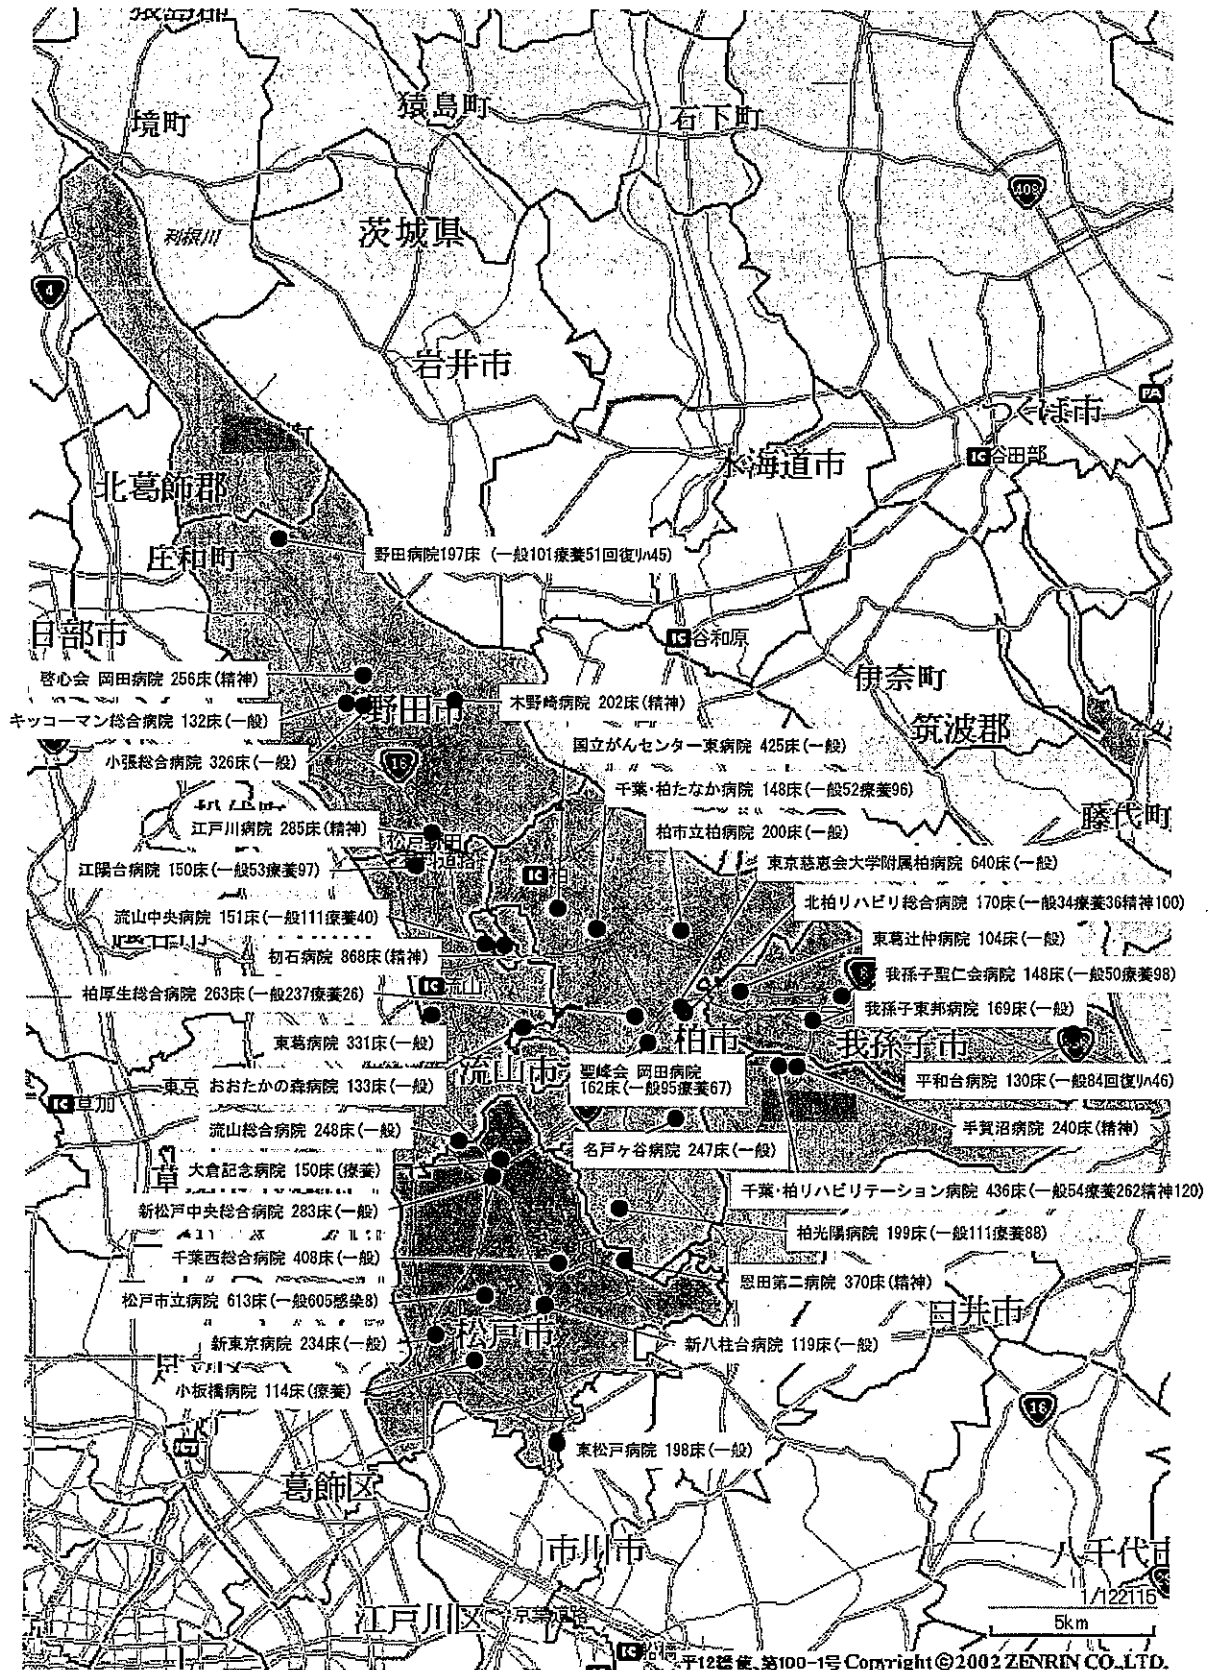 猿島郡
猿島町
境町
石下町
408
利根川
茨城県
4
岩井市
PA
つくば市
IC 谷田部
水海道市
北葛飾郡
町
庄和町
野田病院197床 (一般101療養51回復リハ45)
IC 谷和原
伊奈町
啓心会 岡田病院 256床(精神)
木野崎病院 202床(精神)
キッコーマン総合病院 132床(一般)
野田市
筑波郡
国立がんセンター東病院 425床(一般)
小張総合病院 326床(一般)
16
千葉・柏たなか病院 148床(一般52療養96)
藤代町
江戸川病院 285床(精神)
柏市立柏病院 200床(一般)
江陽台病院 150床(一般53療養97)
IC 柏
東京慈恵会大学附属柏病院 640床(一般)
北柏リハビリ総合病院 170床(一般34療養36精神100)
流山中央病院 151床(一般111療養40)
東葛辻仲病院 104床(一般)
初石病院 868床(精神)
我孫子聖仁会病院 148床(一般50療養98)
柏厚生総合病院 263床(一般237療養26)
IC 流山
我孫子東邦病院 169床(一般)
東葛病院 331床(一般)
柏市
我孫子市
流山市
聖峰会 岡田病院
162床(一般95療養67)
平和台病院 130床(一般84回復リハ46)
東京
おおたかの森病院 133床(一般)
IC 草加
手賀沼病院 240床(精神)
流山総合病院 248床(一般)
名戸ヶ谷病院 247床(一般)
大倉記念病院 150床(療養)
千葉・柏リハビリテーション病院 436床(一般54療養262精神120)
新松戸中央総合病院 283床(一般)
柏光陽病院 199床(一般111療養88)
千葉西総合病院 408床(一般)
恩田第二病院 370床(精神)
松戸市立病院 613床(一般605感染8)
白井市
新東京病院 234床(一般)
松戸市
新八柱台病院 119床(一般)
小板橋病院 114床(療養)
16
JCT
東松戸病院 198床(一般)
葛飾区
市川市
八千代市
1/122116
江戸川区
京葉道路
5km
IC 船橋
平12総使、第100-1号 Copyright©2002 ZENRIN CO.,LTD.